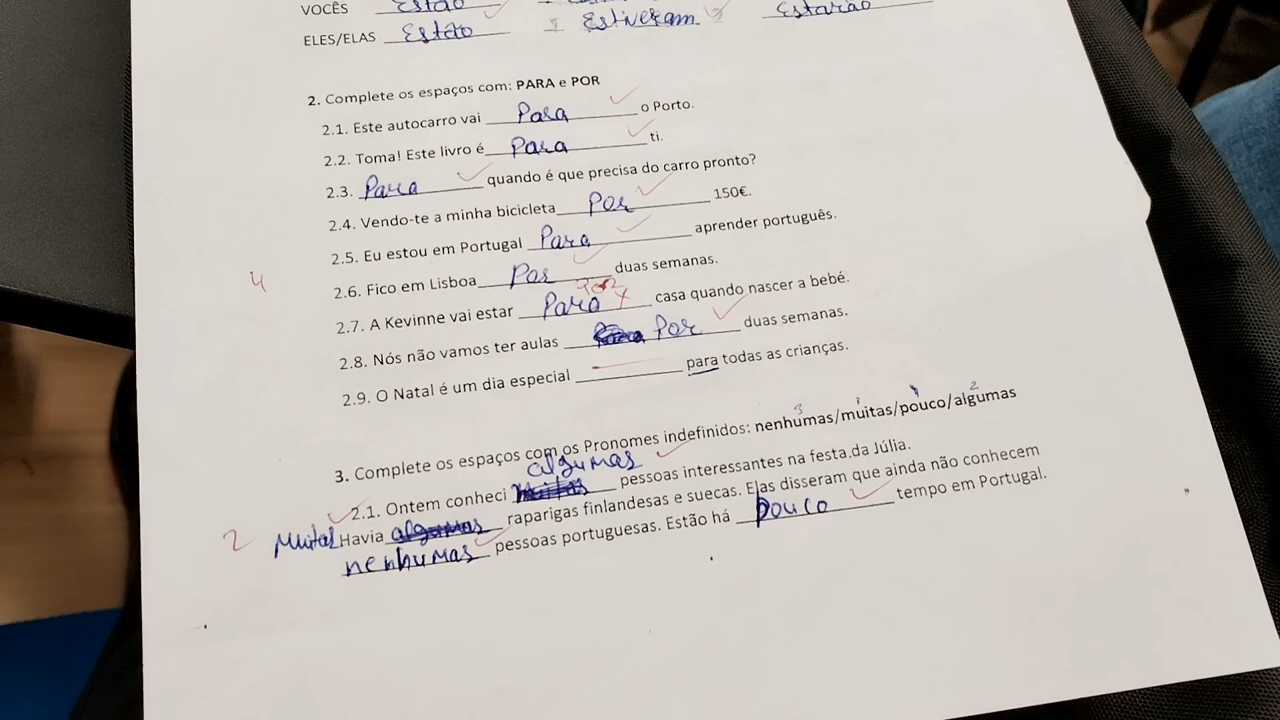 VOCÊS Estão
ELES/ELAS Estão Estiveram Estarão
2. Complete os espaços com: PARA e POR
2.1. Este autocarro vai Para o Porto.
2.2. Toma! Este livro é Para ti.
2.3. Para quando é que precisa do carro pronto?
2.4. Vendo-te a minha bicicleta Por 150€.
2.5. Eu estou em Portugal Para aprender português.
4
2.6. Fico em Lisboa Por duas semanas.
por
2.7. A Kevinne vai estar Para casa quando nascer a bebé.
2.8. Nós não vamos ter aulas Por duas semanas.
2.9. O Natal é um dia especial para todas as crianças.
3 1 2
3. Complete os espaços com os Pronomes indefinidos: nenhumas/muitas/pouco/algumas
algumas
2.1. Ontem conheci pessoas interessantes na festa da Júlia.
2 Muitas Havia algumas raparigas finlandesas e suecas. Elas disseram que ainda não conhecem
nenhumas pessoas portuguesas. Estão há pouco tempo em Portugal.